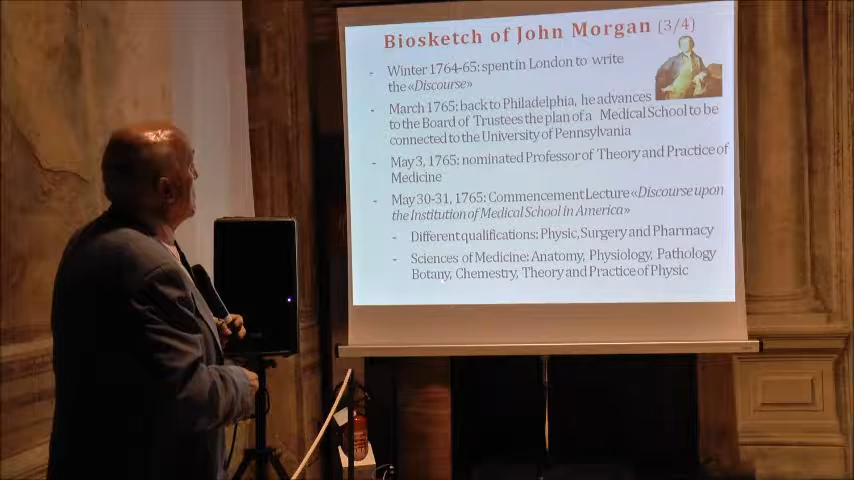 Biosketch of John Morgan (3/4)
- Winter 1764-65: spent in London to write
the «Discourse»
- March 1765: back to Philadelphia, he advances
to the Board of Trustees the plan of a Medical School to be
connected to the University of Pennsylvania
- May 3, 1765: nominated Professor of Theory and Practice of
Medicine
- May 30-31, 1765: Commencement Lecture «Discourse upon
the Institution of Medical School in America»
- Different qualifications: Physic, Surgery and Pharmacy
- Sciences of Medicine: Anatomy, Physiology, Pathology
Botany, Chemestry, Theory and Practice of Physic